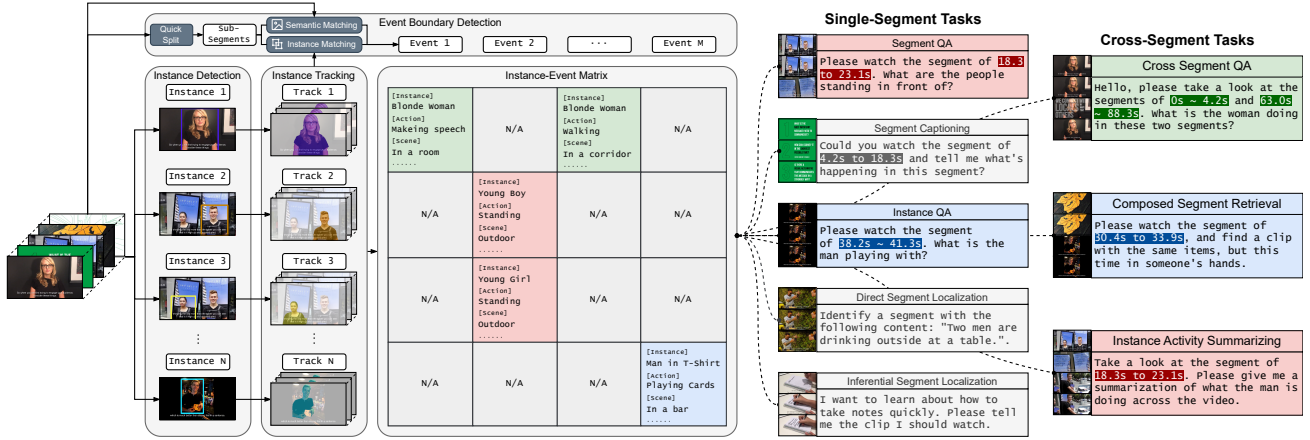 Event Boundary Detection
Quick
Split
Sub-
Segments
Semantic Matching
Instance Matching
Event 1
Event 2
...
Event M
Instance Detection
Instance 1
Instance 2
Instance 3
Instance N
Instance Tracking
Track 1
Track 2
Track 3
Track N
Instance-Event Matrix
[Instance]
Blonde Woman
[Action]
Makeing speech
[Scene]
In a room
......
N/A
[Instance]
Blonde Woman
[Action]
Walking
[Scene]
In a corridor
......
N/A
N/A
[Instance]
Young Boy
[Action]
Standing
[Scene]
Outdoor
......
N/A
N/A
N/A
[Instance]
Young Girl
[Action]
Standing
[Scene]
Outdoor
......
N/A
N/A
N/A
N/A
N/A
[Instance]
Man in T-Shirt
[Action]
Playing Cards
[Scene]
In a bar
......
Single-Segment Tasks
Segment QA
Please watch the segment of 18.3
to 23.1s. What are the people
standing in front of?
Segment Captioning
Could you watch the segment of
4.2s to 18.3s and tell me what's
happening in this segment?
Instance QA
Please watch the segment
of 38.2s ~ 41.3s. What is the
man playing with?
Direct Segment Localization
Identify a segment with the
following content: "Two men are
drinking outside at a table.".
Inferential Segment Localization
I want to learn about how to
take notes quickly. Please tell
me the clip I should watch.
Cross-Segment Tasks
Cross Segment QA
Hello, please take a look at the
segments of 0s ~ 4.2s and 63.0s
~ 88.3s. What is the woman doing
in these two segments?
Composed Segment Retrieval
Please watch the segment of
30.4s to 33.9s, and find a clip
with the same items, but this
time in someone's hands.
Instance Activity Summarizing
Take a look at the segment of
18.3s to 23.1s. Please give me a
summarization of what the man is
doing across the video.